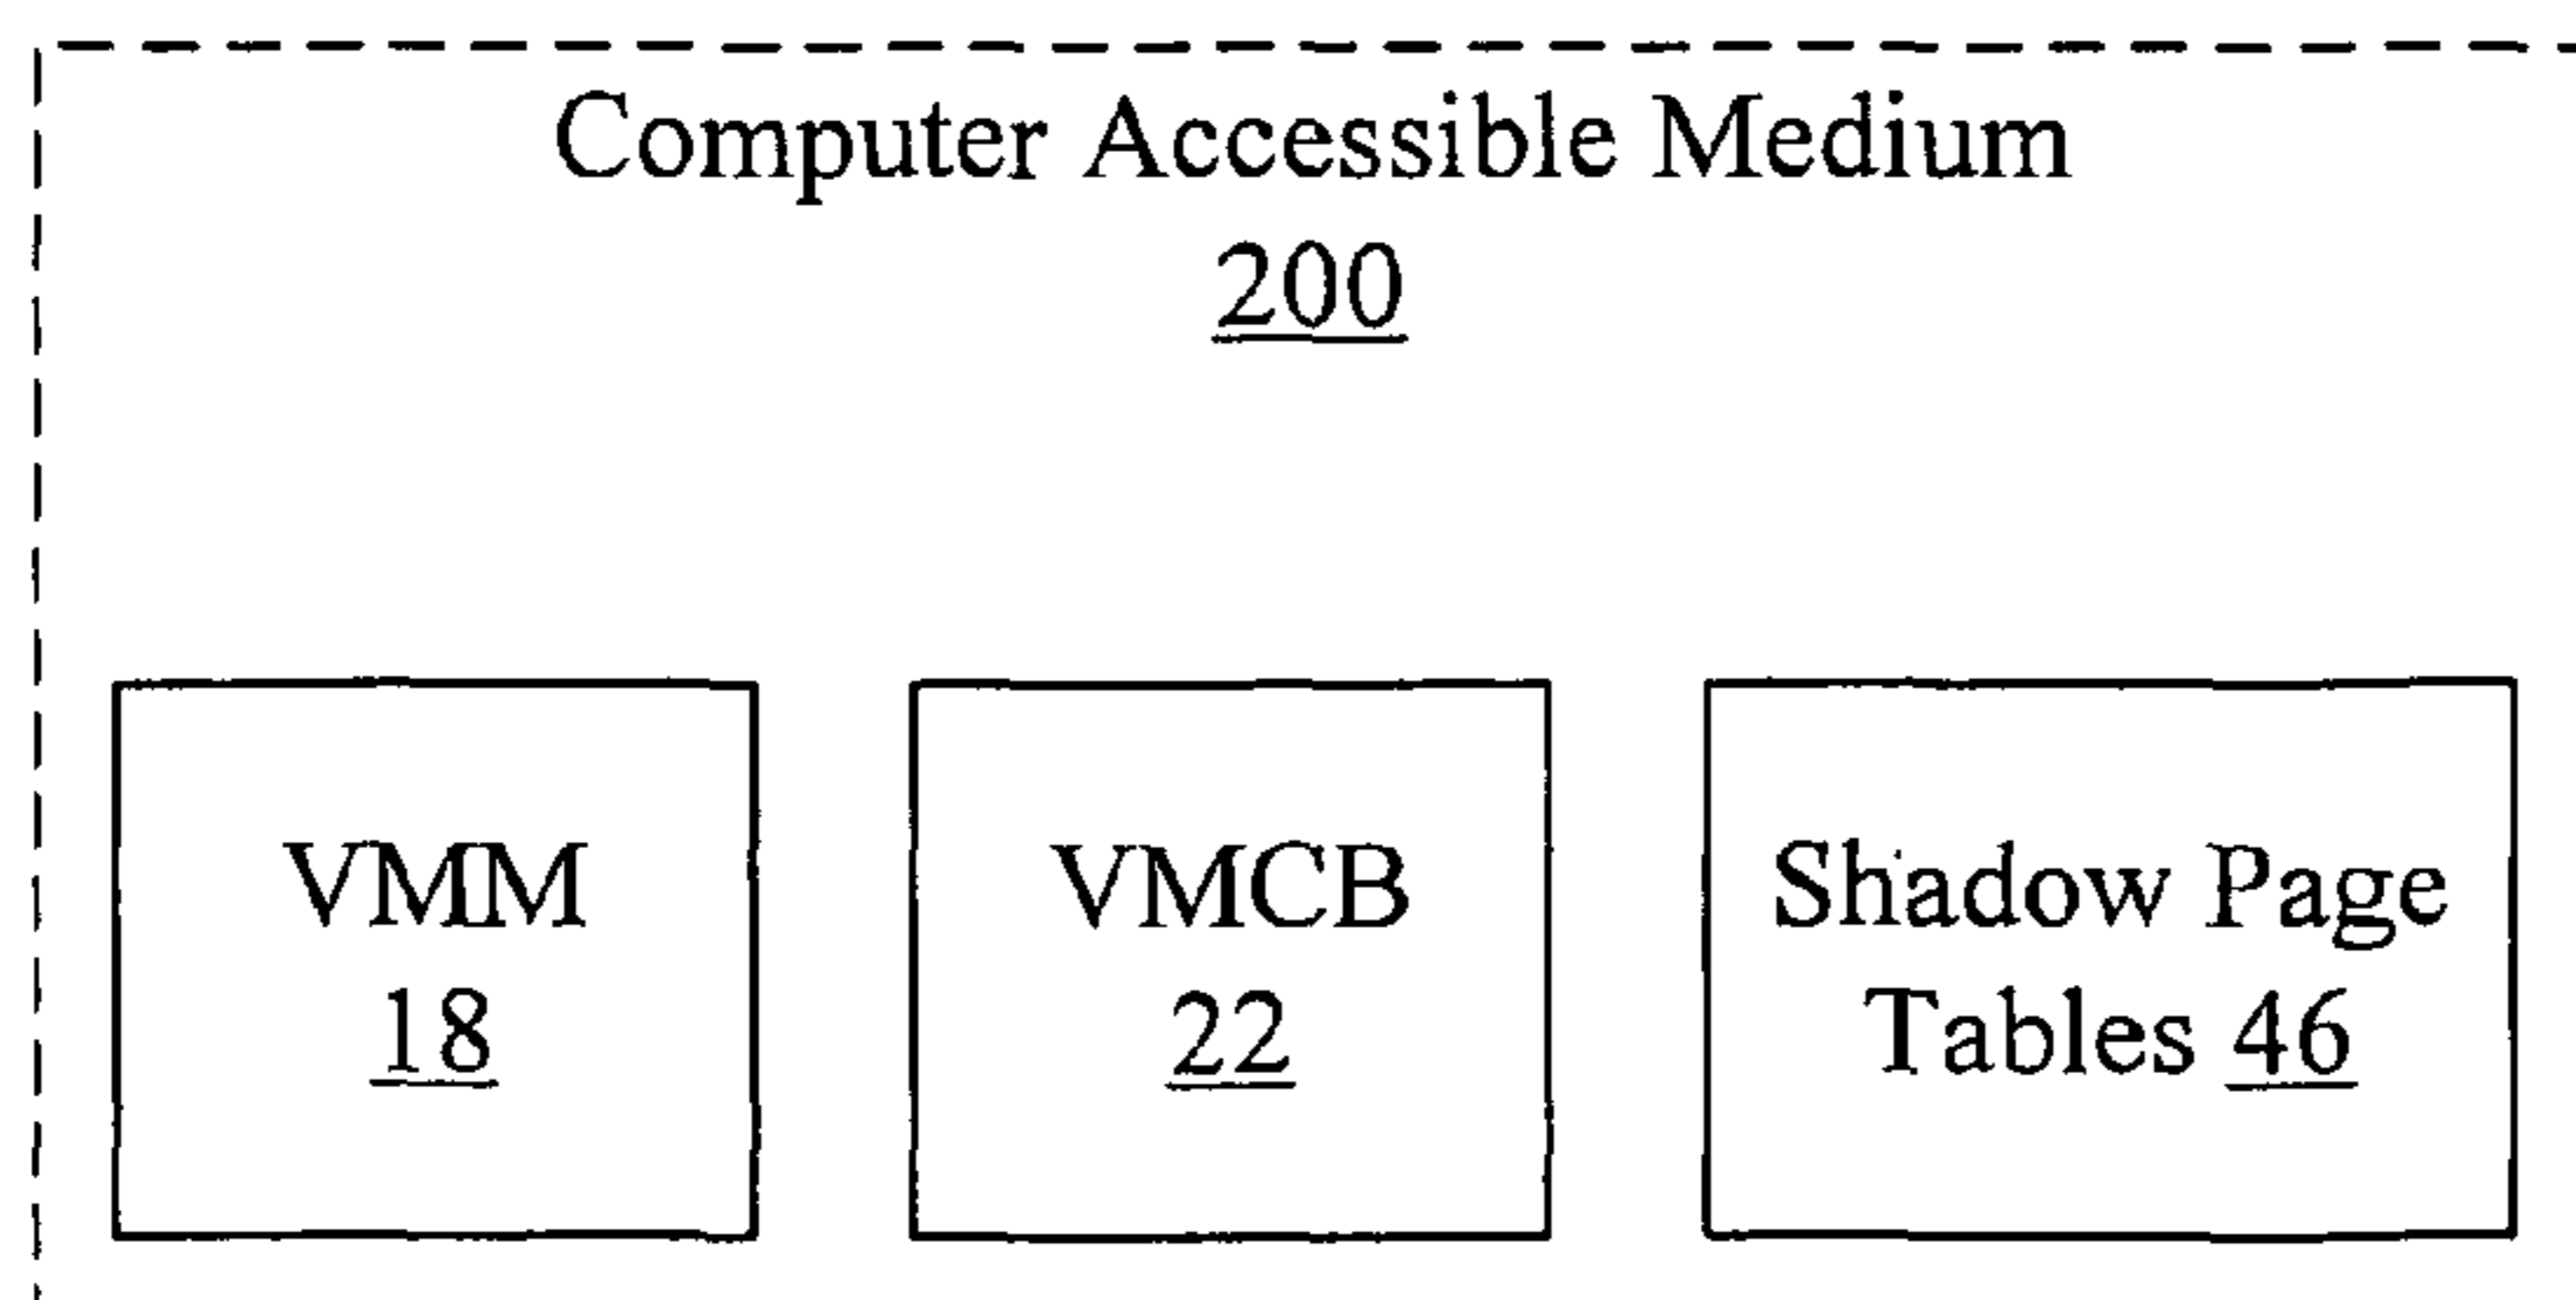 Computer Accessible Medium
200
VMM
18
VMCB
22
Shadow Page
Tables 46